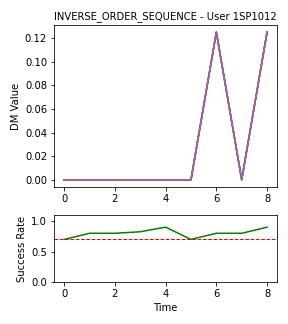 INVERSE_ORDER_SEQUENCE - User 1SP1012
0.12
0.10
0.08
0.06
0.04
0.02
0.00
DM Value
0 2 4 6 8
1.0
0.5
0.0
Success Rate
0 2 4 6 8
Time